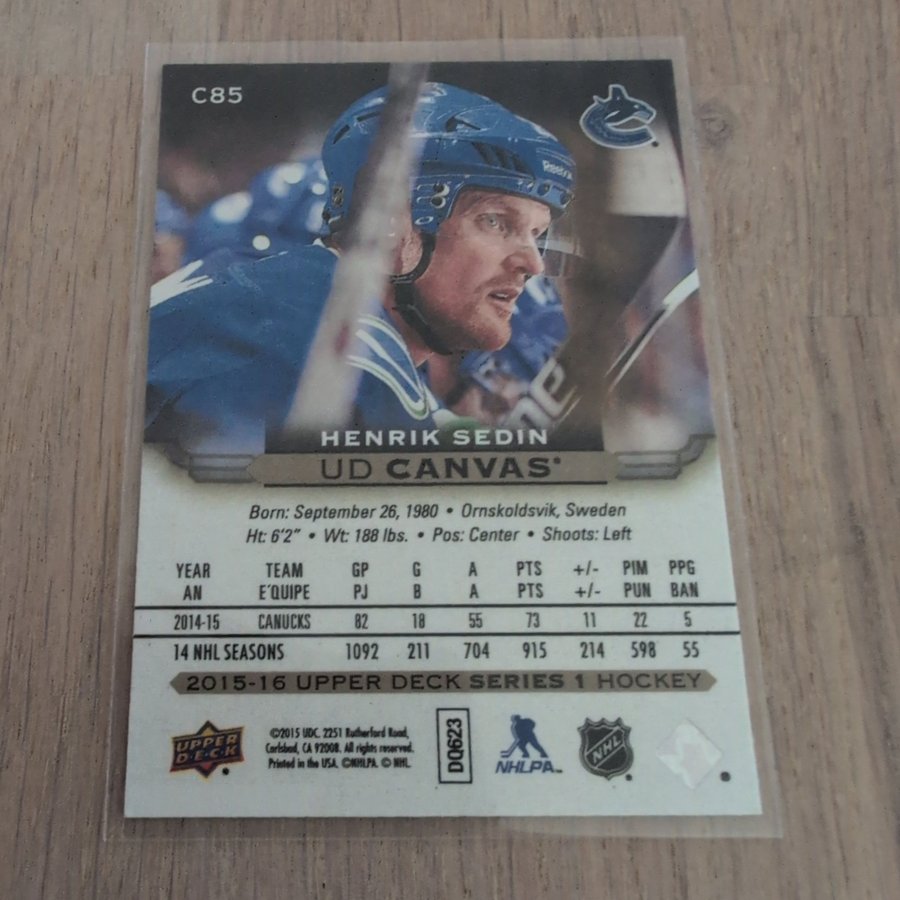 C85
Reebok
HENRIK SEDIN
UD CANVAS
Born: September 26, 1980 • Ornskoldsvik, Sweden
Ht: 6'2" • Wt: 188 lbs. • Pos: Center • Shoots: Left
YEAR TEAM GP G A PTS +/- PIM PPG
AN E'QUIPE PJ B A PTS +/- PUN BAN
2014-15 CANUCKS 82 18 55 73 11 22 5
14 NHL SEASONS 1092 211 704 915 214 598 55
2015-16 UPPER DECK SERIES 1 HOCKEY
UPPER
DECK
©2015 UDC. 2251 Rutherford Road,
Carlsbad, CA 92008. All rights reserved.
Printed in the USA. ©NHLPA. © NHL.
DQ623
NHLPA™
NHL